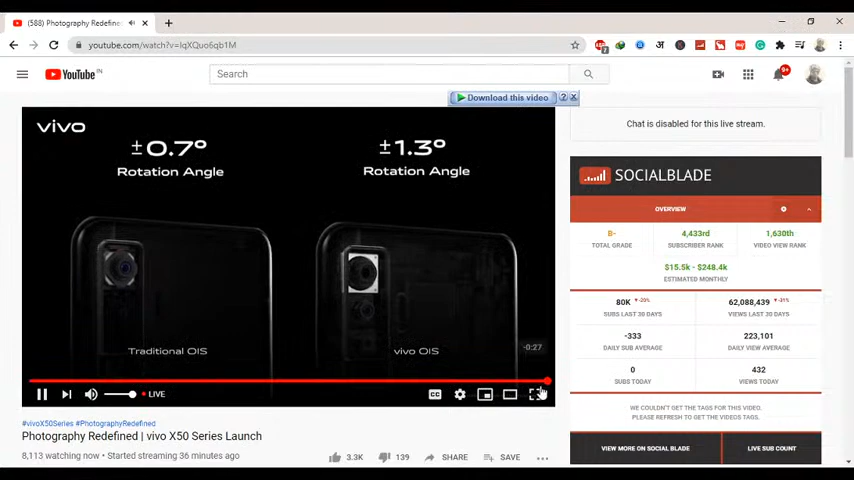 (588) Photography Redefined
youtube.com/watch?v=IqXQuo6qb1M
7
अ
YouTube IN
Search
9+
Download this video ? X
vivo
±0.7°
Rotation Angle
±1.3°
Rotation Angle
Traditional OIS
vivo OIS
-0:27
LIVE
CC
#vivoX50Series #PhotographyRedefined
Photography Redefined | vivo X50 Series Launch
8,113 watching now • Started streaming 36 minutes ago
3.3K
139
SHARE
SAVE
Chat is disabled for this live stream.
SOCIALBLADE
OVERVIEW
B-
TOTAL GRADE
4,433rd
SUBSCRIBER RANK
1,630th
VIDEO VIEW RANK
$15.5k - $248.4k
ESTIMATED MONTHLY
80K
SUBS LAST 30 DAYS
62,088,439
VIEWS LAST 30 DAYS
-333
DAILY SUB AVERAGE
223,101
DAILY VIEW AVERAGE
0
SUBS TODAY
432
VIEWS TODAY
WE COULDN'T GET THE TAGS FOR THIS VIDEO.
PLEASE REFRESH TO GET THE VIDEOS TAGS.
VIEW MORE ON SOCIAL BLADE
LIVE SUB COUNT